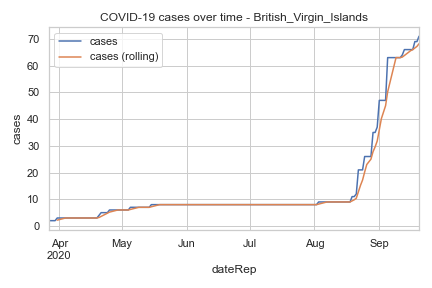 COVID-19 cases over time - British_Virgin_Islands
cases
cases (rolling)
cases
70
60
50
40
30
20
10
0
Apr May Jun Jul Aug Sep
2020
dateRep